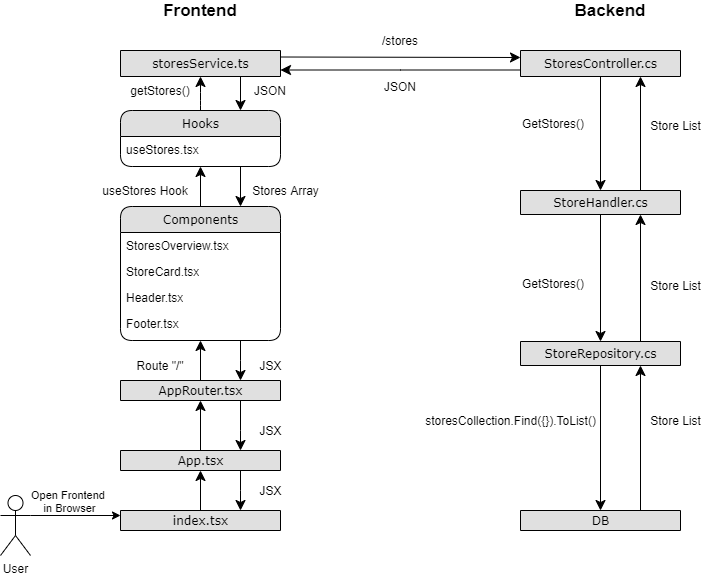 Frontend
Backend
storesService.ts
/stores
JSON
StoresController.cs
getStores()
JSON
Hooks
useStores.tsx
useStores Hook
Stores Array
Components
StoresOverview.tsx
StoreCard.tsx
Header.tsx
Footer.tsx
Route "/"
JSX
AppRouter.tsx
JSX
App.tsx
JSX
Open Frontend
in Browser
index.tsx
User
GetStores()
Store List
StoreHandler.cs
GetStores()
Store List
StoreRepository.cs
storesCollection.Find({}).ToList()
Store List
DB